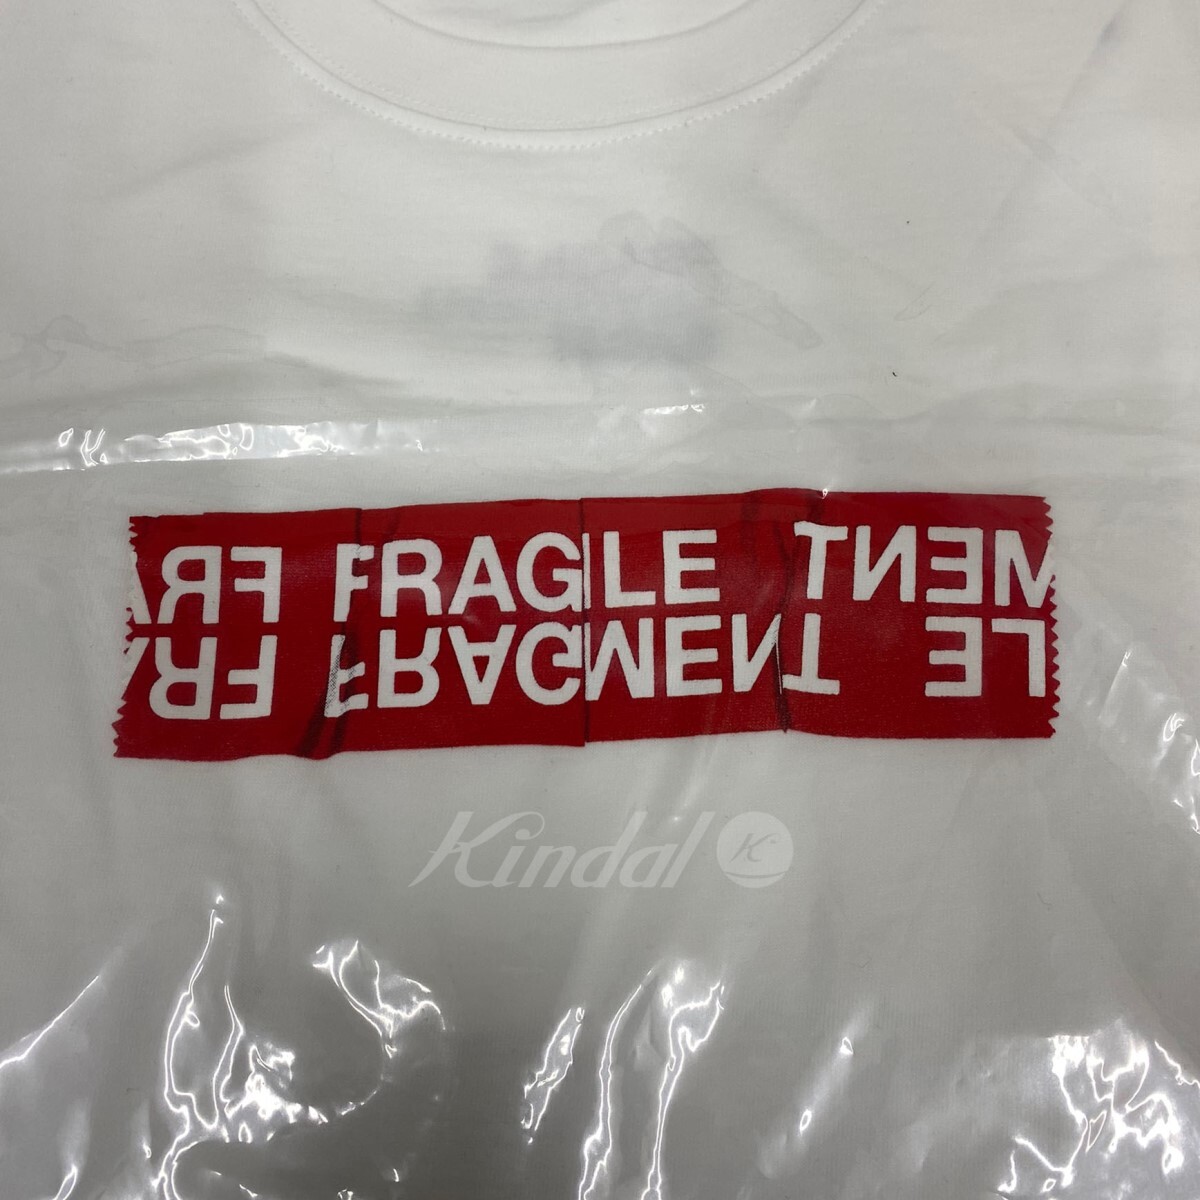 FRA FRAGILE TNEM
FRA FRAGMENT LE
Kindal K